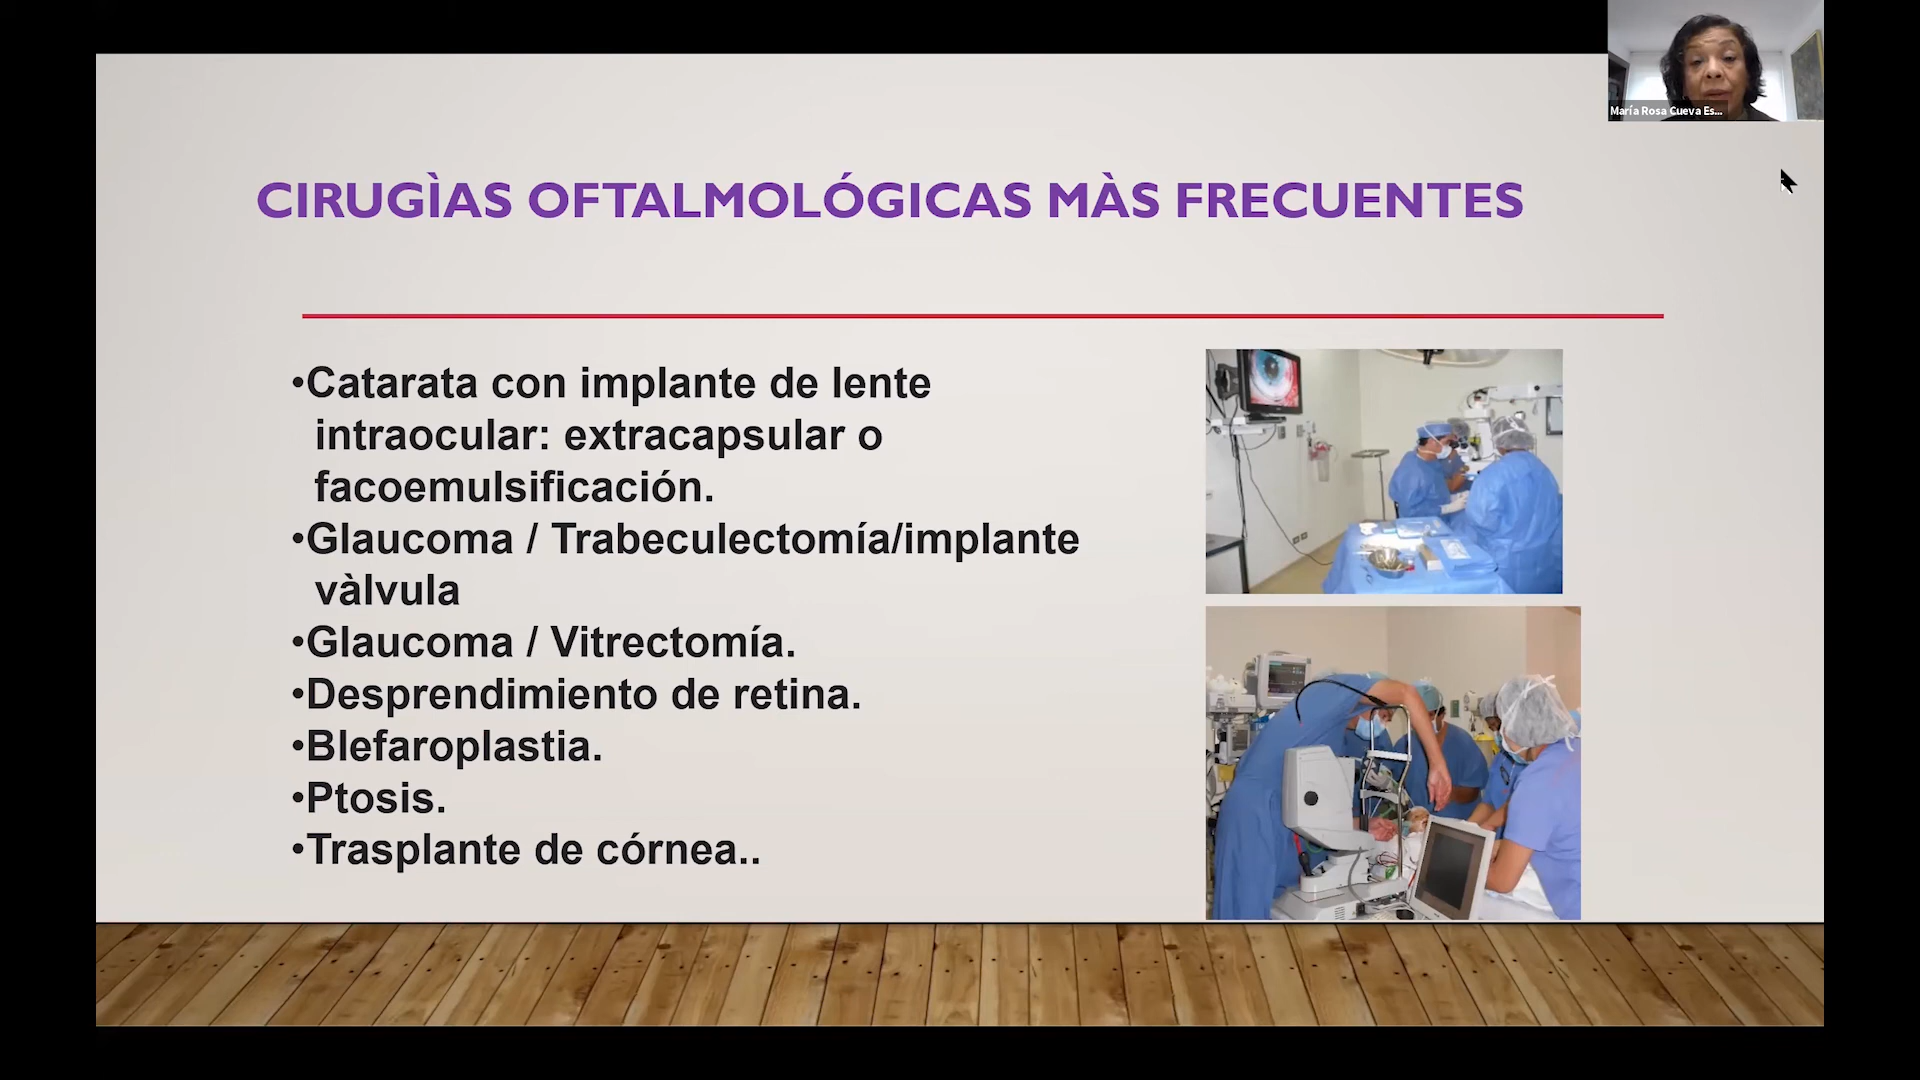 María Rosa Cueva Es...
CIRUGÌAS OFTALMOLÓGICAS MÀS FRECUENTES
•Catarata con implante de lente
intraocular: extracapsular o
facoemulsificación.
•Glaucoma / Trabeculectomía/implante
vàlvula
•Glaucoma / Vitrectomía.
•Desprendimiento de retina.
•Blefaroplastia.
•Ptosis.
•Trasplante de córnea..